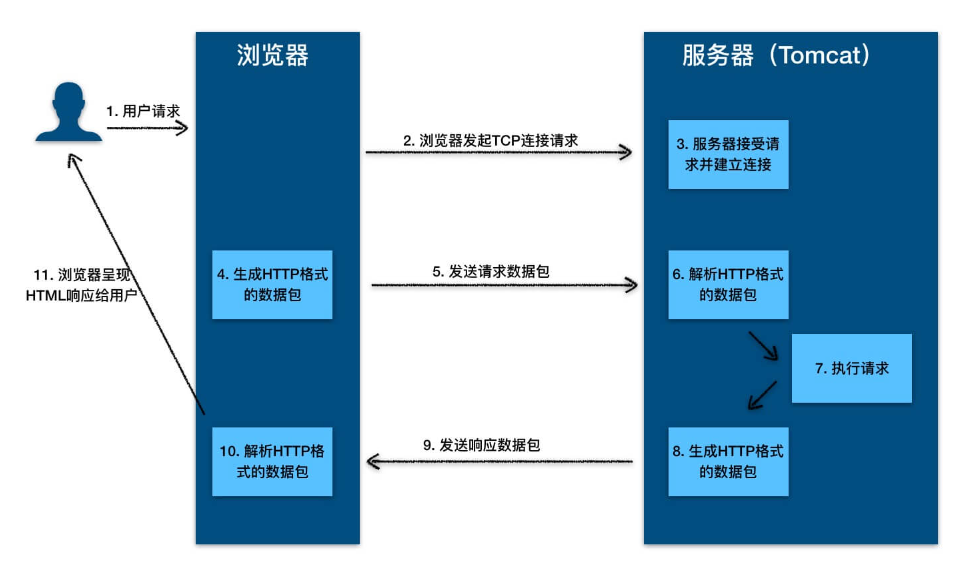 浏览器
服务器（Tomcat）
1. 用户请求
2. 浏览器发起TCP连接请求
3. 服务器接受请
求并建立连接
4. 生成HTTP格式
的数据包
5. 发送请求数据包
6. 解析HTTP格式
的数据包
7. 执行请求
8. 生成HTTP格式
的数据包
9. 发送响应数据包
10. 解析HTTP格
式的数据包
11. 浏览器呈现
HTML响应给用户